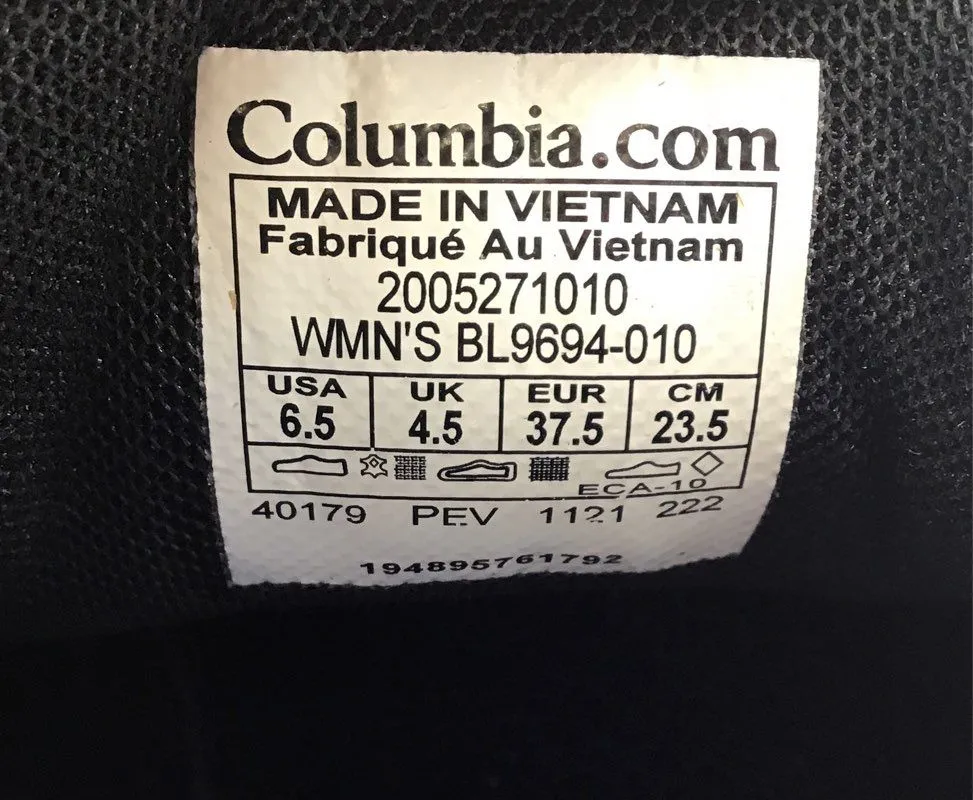 Columbia.com
MADE IN VIETNAM
Fabriqué Au Vietnam
2005271010
WMN'S BL9694-010
USA UK EUR CM
6.5 4.5 37.5 23.5
ECA-10
40179 PEV 1121 222
194895761792